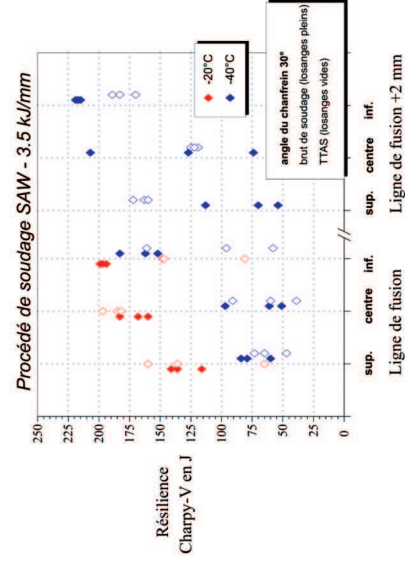 Procédé de soudage SAW - 3.5 kJ/mm
Résilience
Charpy-V en J
250
225
200
175
150
125
100
75
50
25
0
-20°C
-40°C
angle du chanfrein 30°
brut de soudage (losanges pleins)
TTAS (losanges vides)
sup. centre inf. sup. centre inf.
Ligne de fusion Ligne de fusion +2 mm